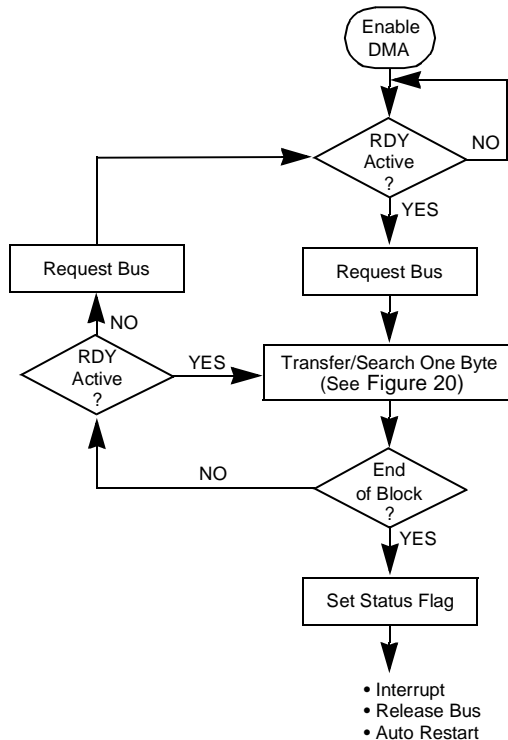 Enable
DMA
RDY
Active
?
NO
YES
Request Bus
Request Bus
NO
RDY
Active
?
YES
Transfer/Search One Byte
(See Figure 20)
NO
End
of Block
?
YES
Set Status Flag
• Interrupt
• Release Bus
• Auto Restart